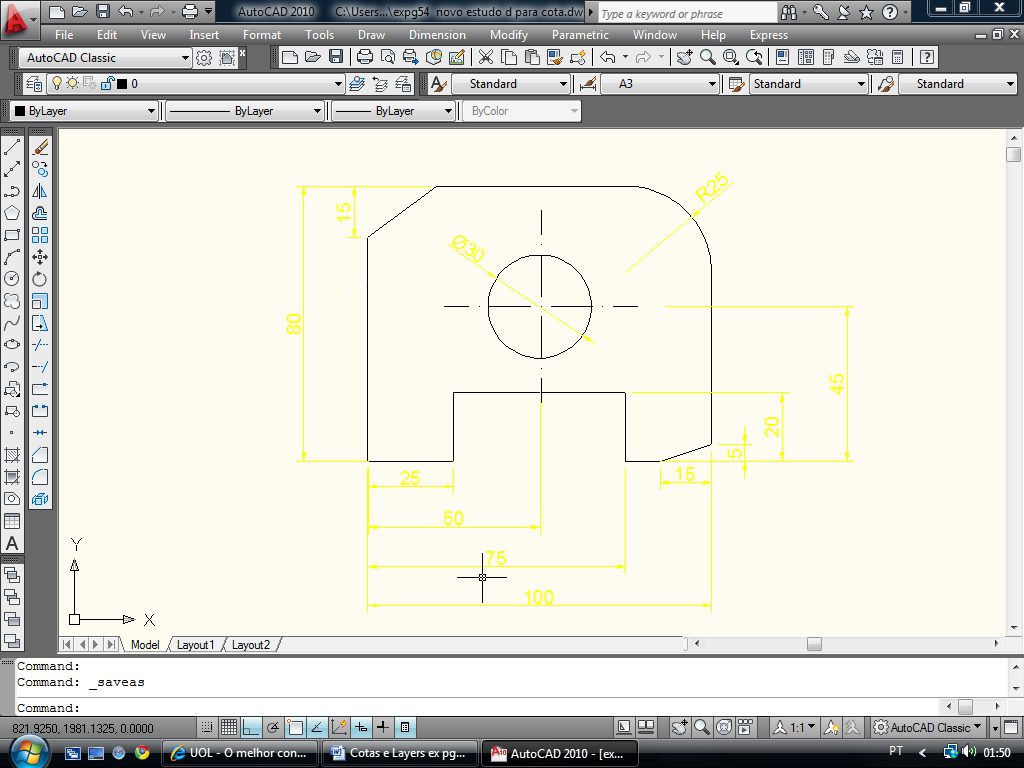 AutoCAD 2010 C:\Users...\expg54 novo estudo d para cota.dw
Type a keyword or phrase
File Edit View Insert Format Tools Draw Dimension Modify Parametric Window Help Express
AutoCAD Classic
0 Standard A3 Standard Standard
ByLayer ByLayer ByLayer ByColor
R25
15
Ø30
80
45
20
5
25
15
50
75
100
Y
X
Model Layout1 Layout2
Command:
Command: _saveas
Command:
821.9250, 1981.1325, 0.0000 1:1 AutoCAD Classic
UOL - O melhor con... Cotas e Layers ex pg... AutoCAD 2010 - [ex... PT 01:50